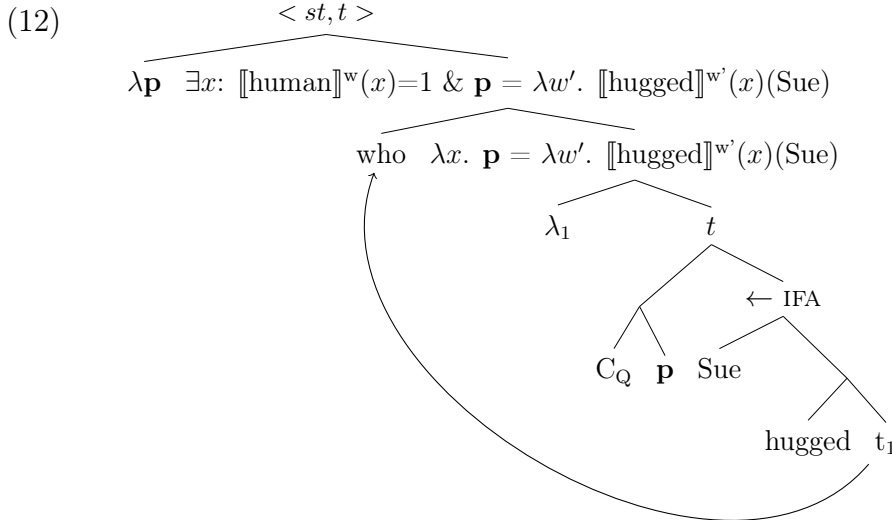 (12) < st, t >
λp ∃x: ⟦human⟧ʷ(x)=1 & p = λw′. ⟦hugged⟧ʷ'(x)(Sue)
who λx. p = λw′. ⟦hugged⟧ʷ'(x)(Sue)
λ₁ t
← IFA
C_Q p Sue
hugged t₁